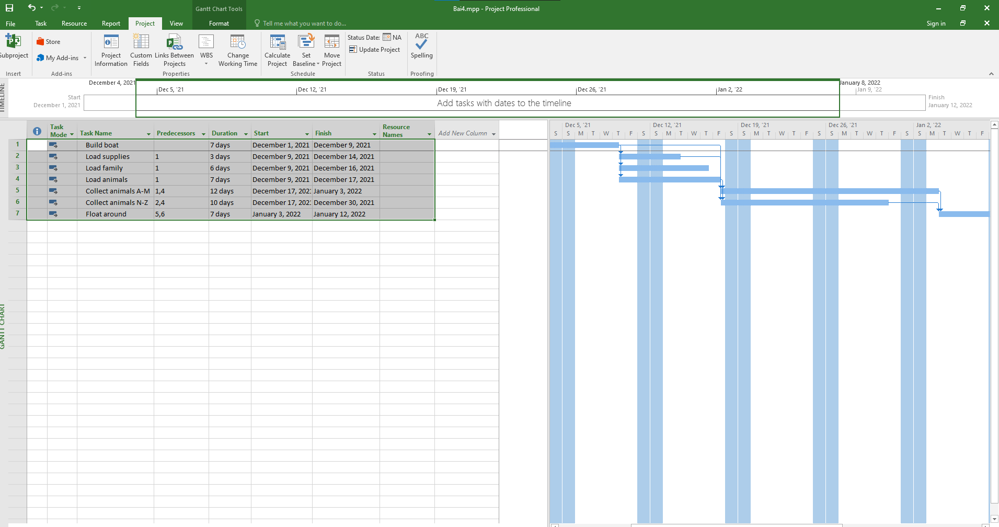 Gantt Chart Tools
Bai4.mpp - Project Professional
File Task Resource Report Project View Format Tell me what you want to do... Sign in
Subproject
Store
My Add-ins
Project Information
Custom Fields
Links Between Projects
WBS
Change Working Time
Calculate Project
Set Baseline
Move Project
Status Date: NA
Update Project
ABC
Spelling
Insert Add-ins Properties Schedule Status Proofing
TIMELINE
December 4, 2021 January 8, 2022
Dec 5, '21 Dec 12, '21 Dec 19, '21 Dec 26, '21 Jan 2, '22 Jan 9, '22
Start
December 1, 2021
Add tasks with dates to the timeline
Finish
January 12, 2022
GANTT CHART
Task Mode Task Name Predecessors Duration Start Finish Resource Names Add New Column
1 Build boat 7 days December 1, 2021 December 9, 2021
2 Load supplies 1 3 days December 9, 2021 December 14, 2021
3 Load family 1 6 days December 9, 2021 December 16, 2021
4 Load animals 1 7 days December 9, 2021 December 17, 2021
5 Collect animals A-M 1,4 12 days December 17, 202 January 3, 2022
6 Collect animals N-Z 2,4 10 days December 17, 202 December 30, 2021
7 Float around 5,6 7 days January 3, 2022 January 12, 2022
Dec 5, '21 Dec 12, '21 Dec 19, '21 Dec 26, '21 Jan 2, '22
S S M T W T F S S M T W T F S S M T W T F S S M T W T F S S M T W T F